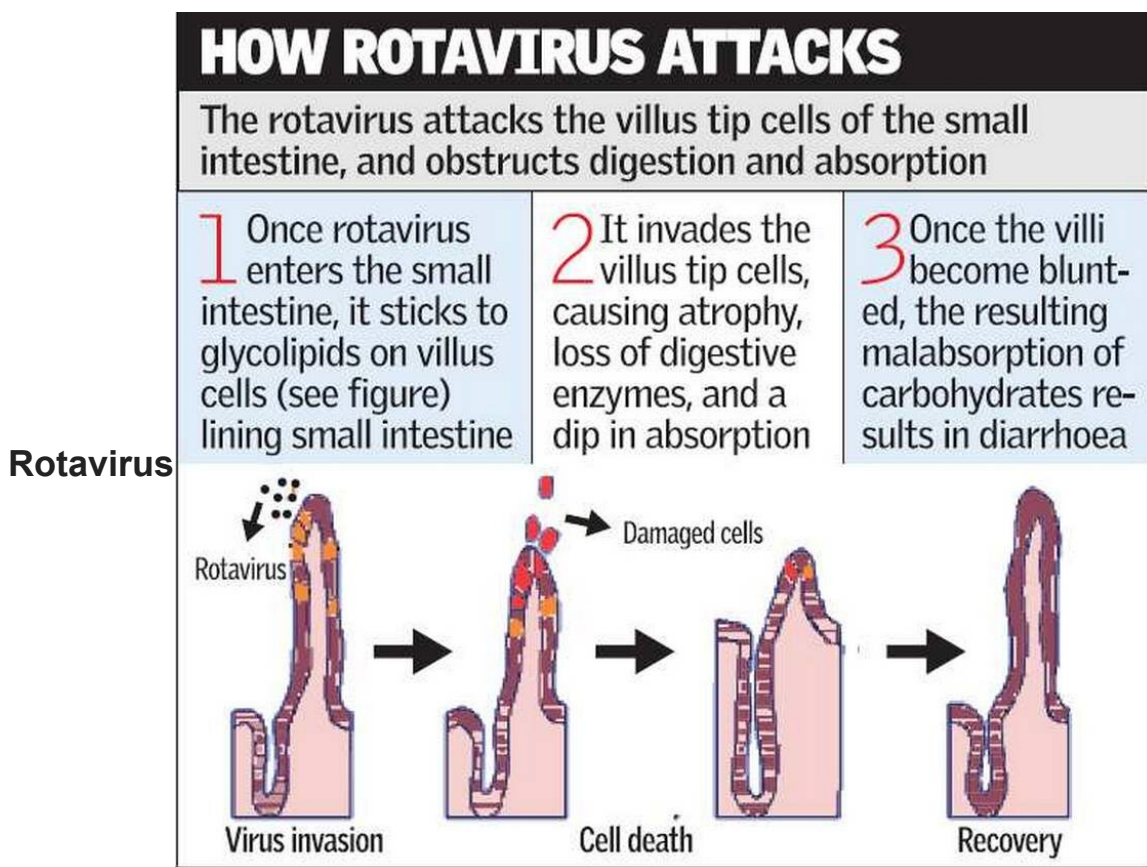 HOW ROTAVIRUS ATTACKS
The rotavirus attacks the villus tip cells of the small
intestine, and obstructs digestion and absorption
1 Once rotavirus
enters the small
intestine, it sticks to
glycolipids on villus
cells (see figure)
lining small intestine
2 It invades the
villus tip cells,
causing atrophy,
loss of digestive
enzymes, and a
dip in absorption
3 Once the villi
become blunt-
ed, the resulting
malabsorption of
carbohydrates re-
sults in diarrhoea
Rotavirus
Rotavirus
Damaged cells
Virus invasion
Cell death
Recovery